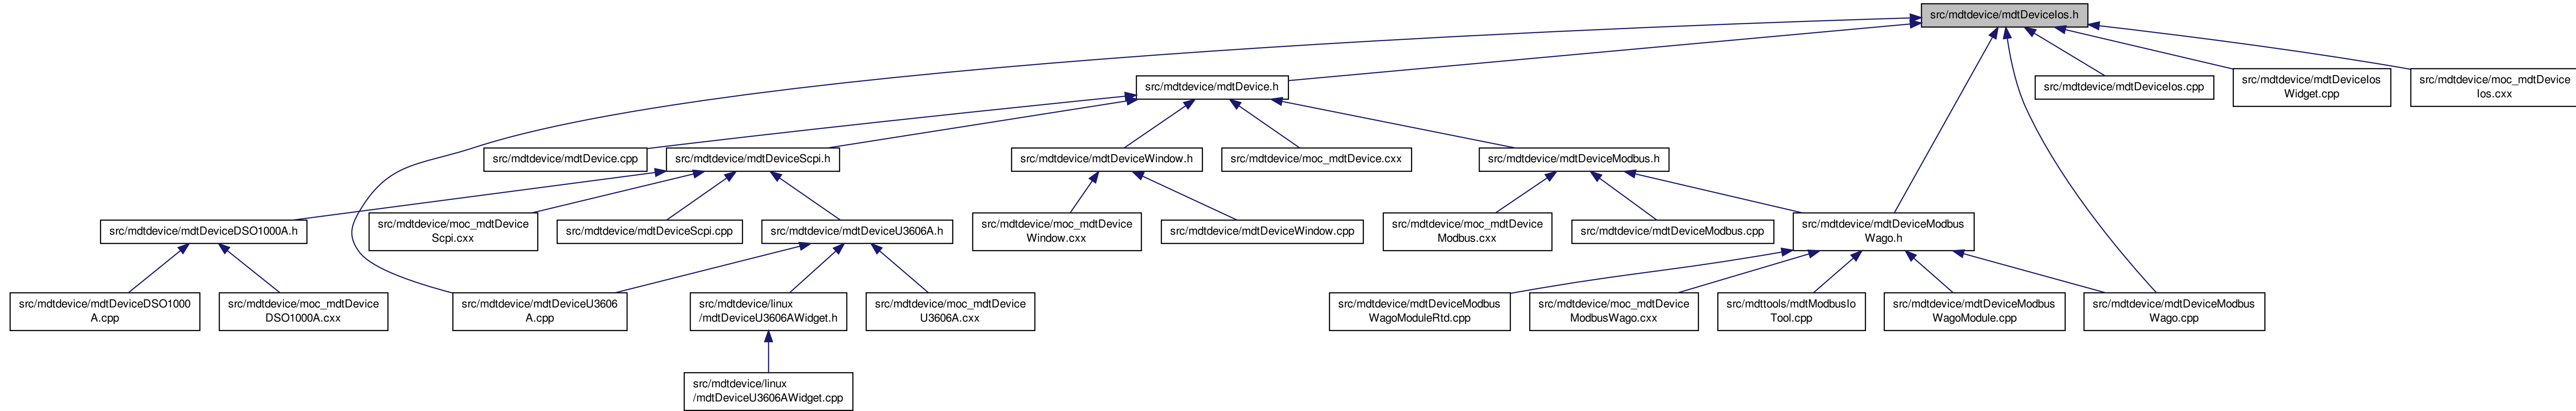 src/mdtdevice/mdtDeviceIos.h
src/mdtdevice/mdtDevice.h
src/mdtdevice/mdtDeviceIos.cpp
src/mdtdevice/mdtDeviceIos
Widget.cpp
src/mdtdevice/moc_mdtDevice
Ios.cxx
src/mdtdevice/mdtDevice.cpp
src/mdtdevice/mdtDeviceScpi.h
src/mdtdevice/mdtDeviceWindow.h
src/mdtdevice/moc_mdtDevice.cxx
src/mdtdevice/mdtDeviceModbus.h
src/mdtdevice/mdtDeviceDSO1000A.h
src/mdtdevice/moc_mdtDevice
Scpi.cxx
src/mdtdevice/mdtDeviceScpi.cpp
src/mdtdevice/mdtDeviceU3606A.h
src/mdtdevice/moc_mdtDevice
Window.cxx
src/mdtdevice/mdtDeviceWindow.cpp
src/mdtdevice/moc_mdtDevice
Modbus.cxx
src/mdtdevice/mdtDeviceModbus.cpp
src/mdtdevice/mdtDeviceModbus
Wago.h
src/mdtdevice/mdtDeviceDSO1000
A.cpp
src/mdtdevice/moc_mdtDevice
DSO1000A.cxx
src/mdtdevice/mdtDeviceU3606
A.cpp
src/mdtdevice/linux
/mdtDeviceU3606AWidget.h
src/mdtdevice/moc_mdtDevice
U3606A.cxx
src/mdtdevice/mdtDeviceModbus
WagoModuleRtd.cpp
src/mdtdevice/moc_mdtDevice
ModbusWago.cxx
src/mdttools/mdtModbusIo
Tool.cpp
src/mdtdevice/mdtDeviceModbus
WagoModule.cpp
src/mdtdevice/mdtDeviceModbus
Wago.cpp
src/mdtdevice/linux
/mdtDeviceU3606AWidget.cpp